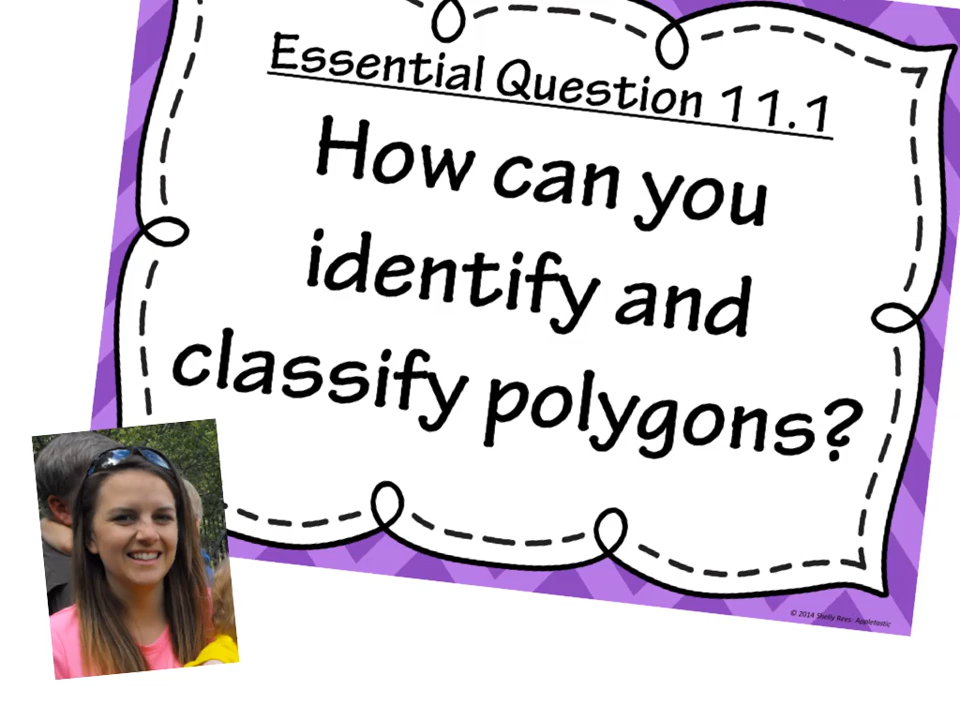 Essential Question 11.1
How can you
identify and
classify polygons?
© 2014 Shelly Rees- Appletastic